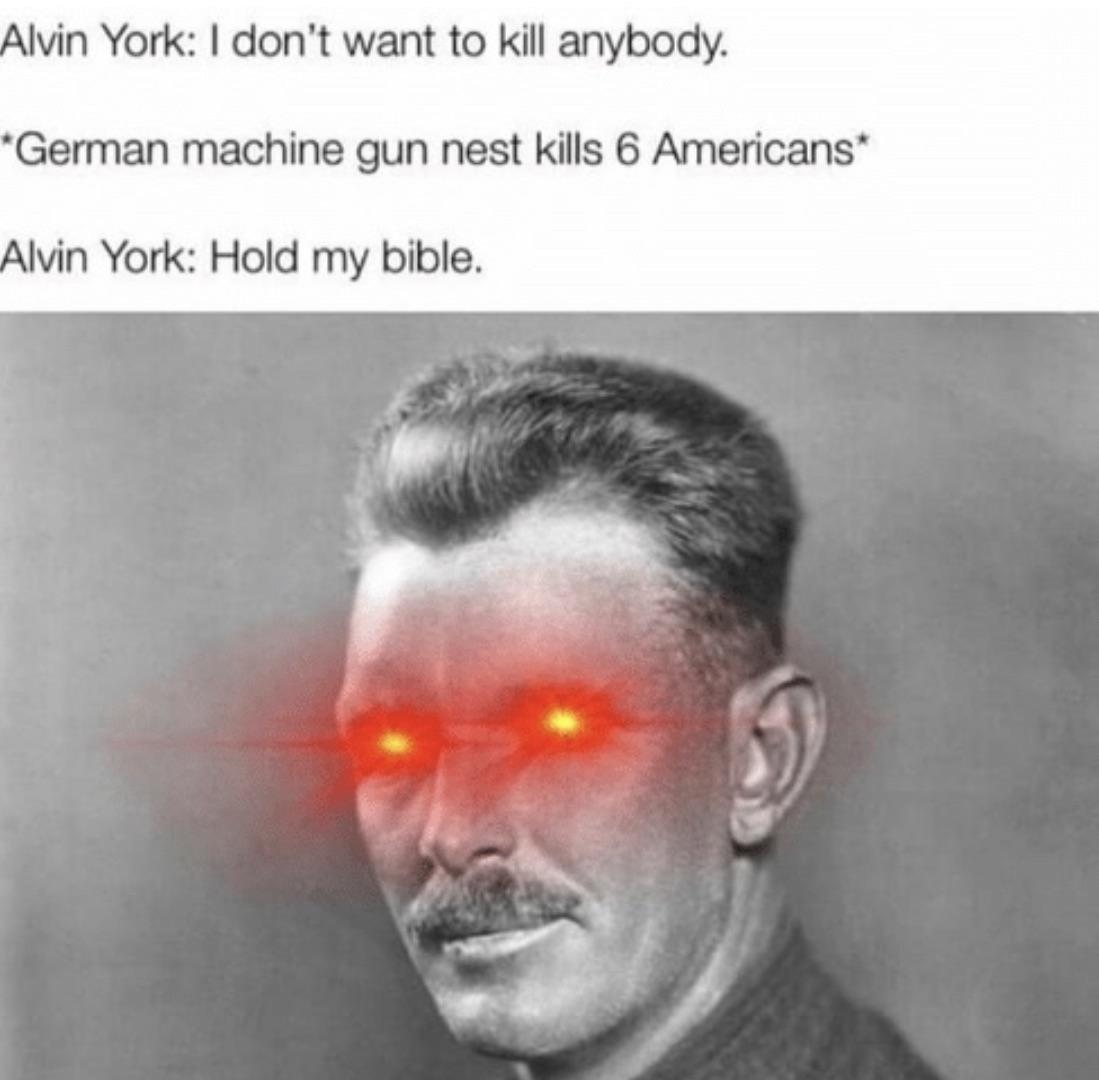 Alvin York: I don’t want to kill anybody.
*German machine gun nest kills 6 Americans*
Alvin York: Hold my bible.